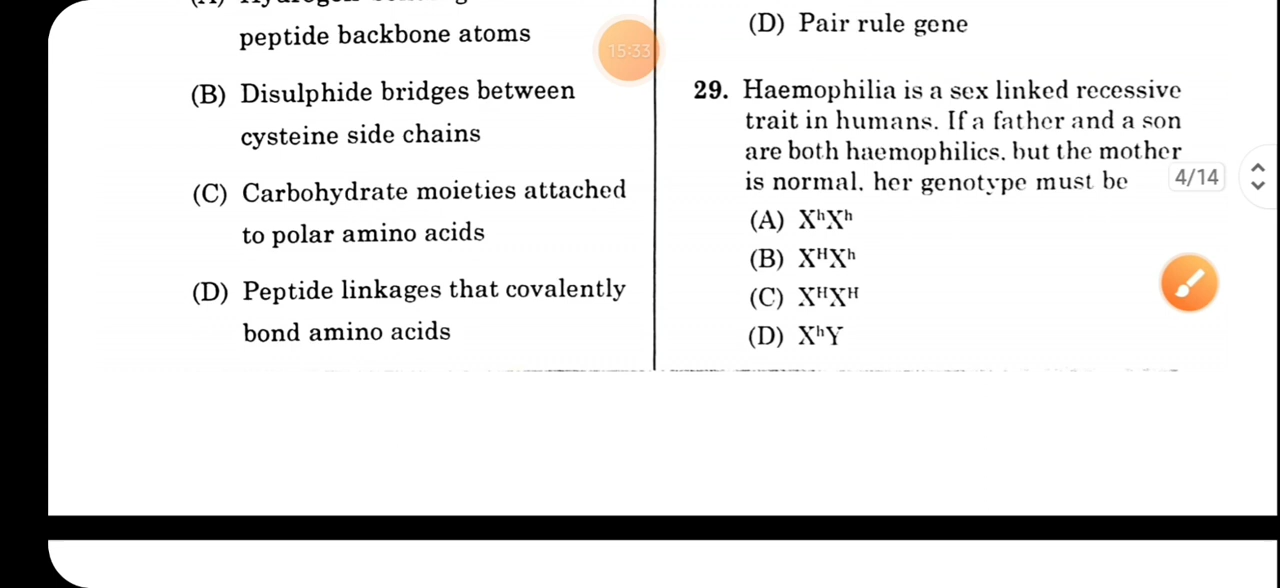 peptide backbone atoms
(B) Disulphide bridges between
cysteine side chains
(C) Carbohydrate moieties attached
to polar amino acids
(D) Peptide linkages that covalently
bond amino acids
15:33
(D) Pair rule gene
29. Haemophilia is a sex linked recessive
trait in humans. If a father and a son
are both haemophilics, but the mother
is normal, her genotype must be
(A) XʰXʰ
(B) XᴴXʰ
(C) XᴴXᴴ
(D) XʰY
4/14